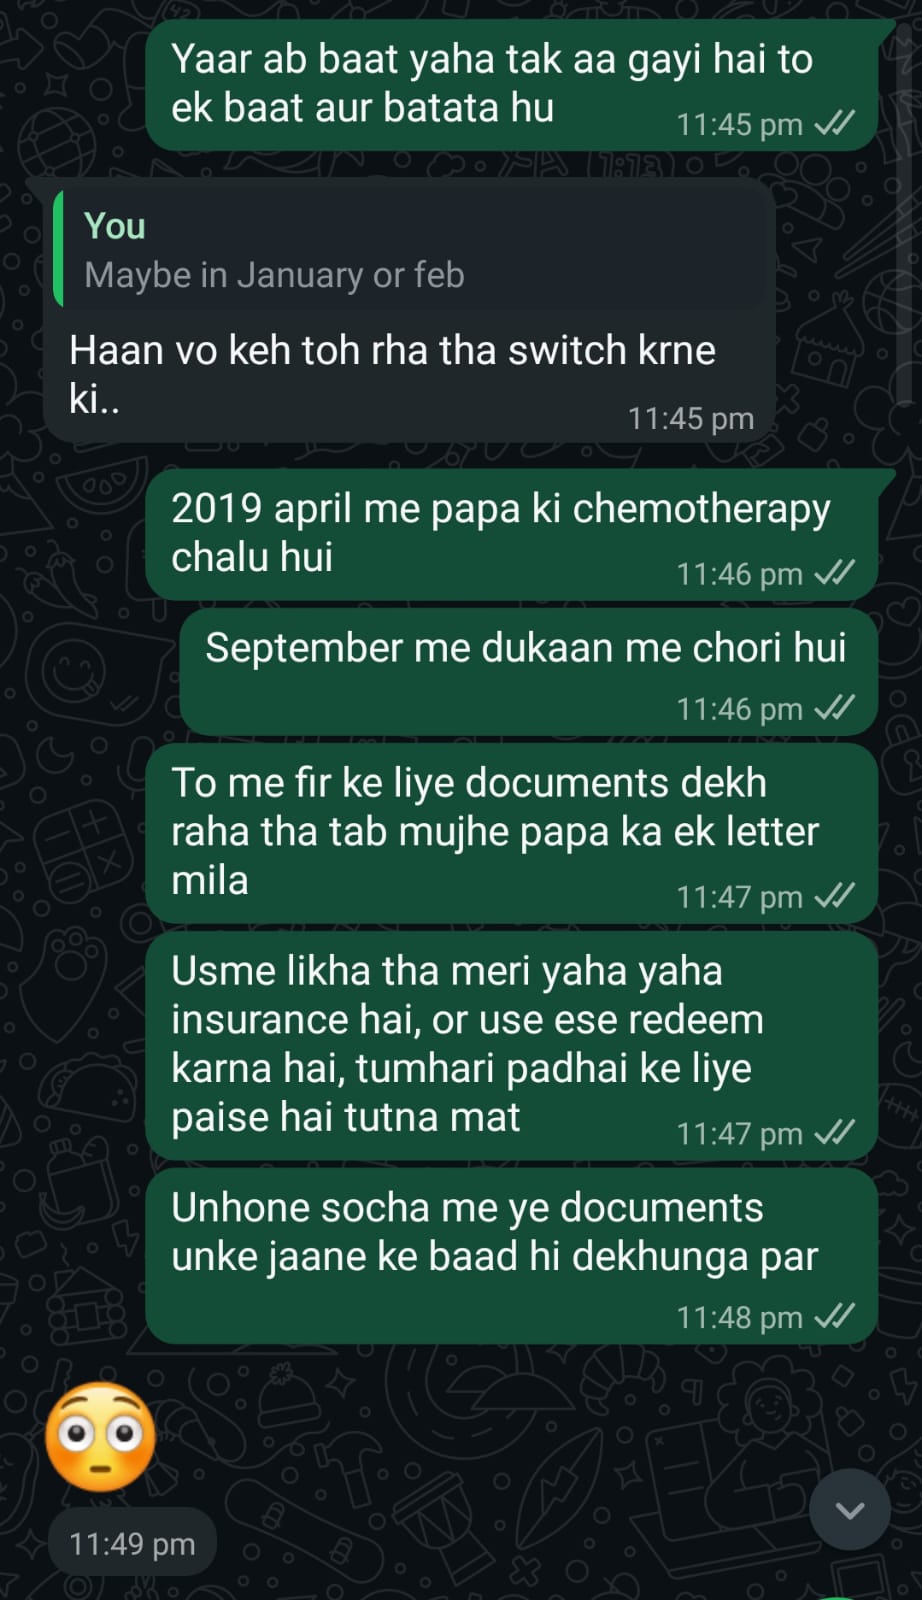 Yaar ab baat yaha tak aa gayi hai to
ek baat aur batata hu
11:45 pm
You
Maybe in January or feb
Haan vo keh toh rha tha switch krne
ki..
11:45 pm
2019 april me papa ki chemotherapy
chalu hui
11:46 pm
September me dukaan me chori hui
11:46 pm
To me fir ke liye documents dekh
raha tha tab mujhe papa ka ek letter
mila
11:47 pm
Usme likha tha meri yaha yaha
insurance hai, or use ese redeem
karna hai, tumhari padhai ke liye
paise hai tutna mat
11:47 pm
Unhone socha me ye documents
unke jaane ke baad hi dekhunga par
11:48 pm
11:49 pm